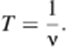 T = 1/ν.